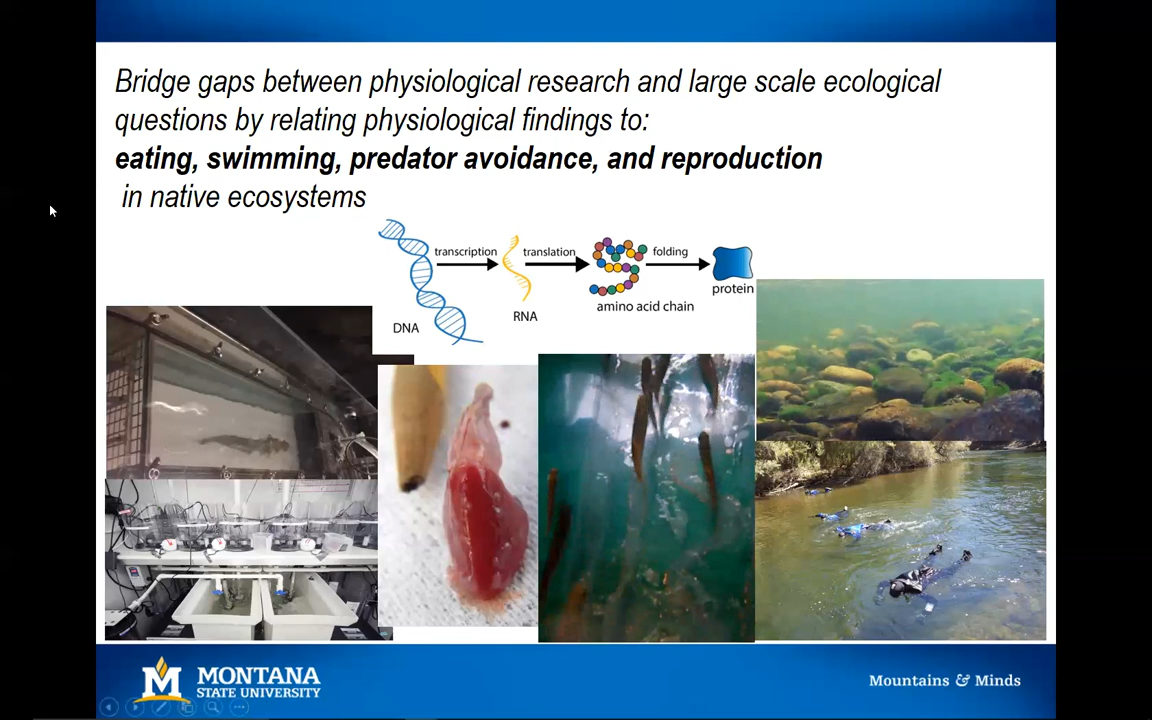 Bridge gaps between physiological research and large scale ecological
questions by relating physiological findings to:
eating, swimming, predator avoidance, and reproduction
in native ecosystems
transcription
translation
folding
protein
amino acid chain
RNA
DNA
M MONTANA
STATE UNIVERSITY
Mountains & Minds